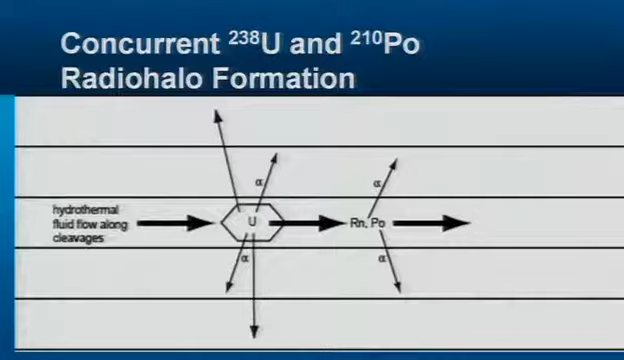 Concurrent ²³⁸U and ²¹⁰Po
Radiohalo Formation
α
α
hydrothermal
fluid flow along
cleavages
U
Rn, Po
α
α